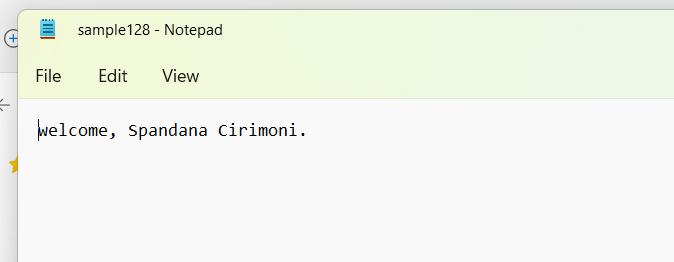 sample128 - Notepad
File Edit View
welcome, Spandana Cirimoni.